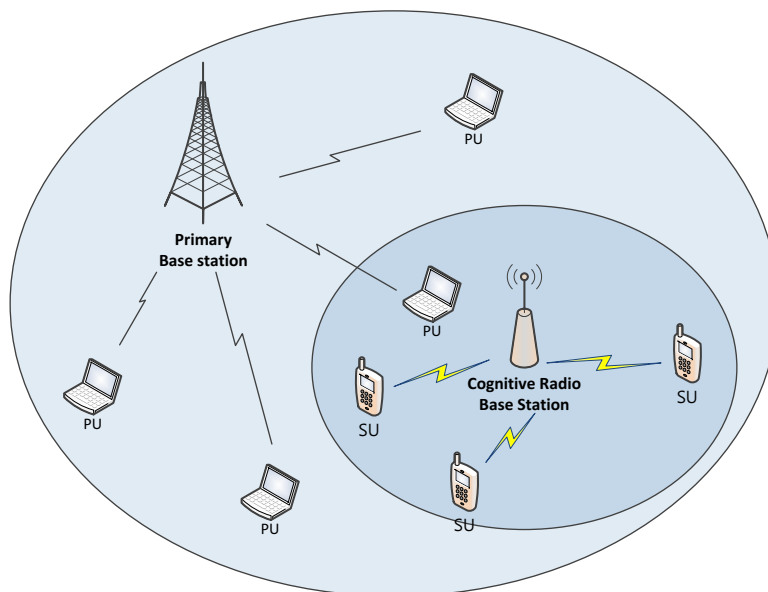 PU
Primary
Base station
PU
PU
Cognitive Radio
Base Station
SU
SU
SU
PU
PU